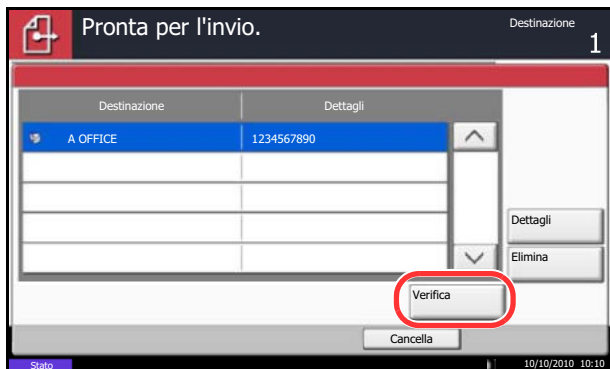 Pronta per l'invio.
Destinazione
1
Destinazione Dettagli
A OFFICE 1234567890
Dettagli
Elimina
Verifica
Cancella
Stato 10/10/2010 10:10